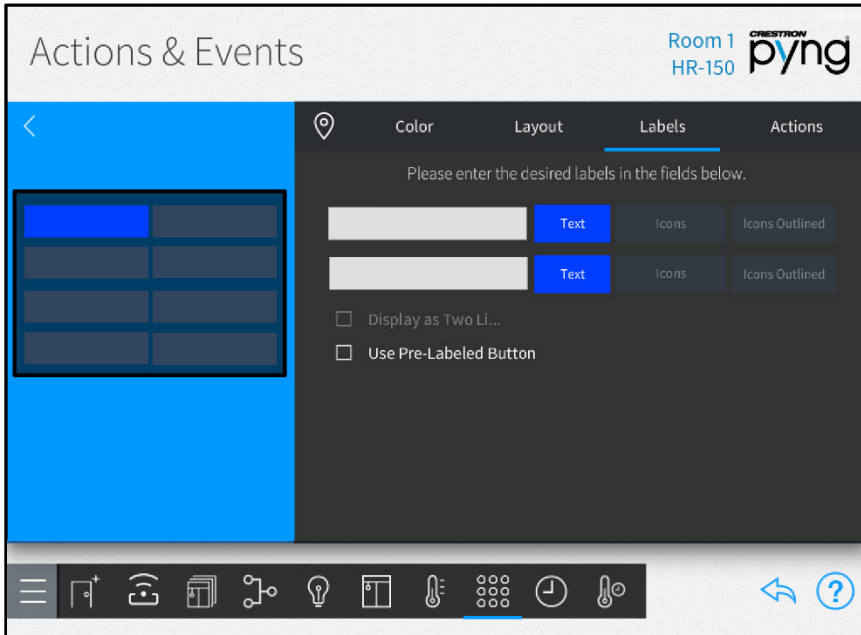 Actions & Events
Room 1
HR-150
CRESTRON
pyng
Color Layout Labels Actions
Please enter the desired labels in the fields below.
Text Icons Icons Outlined
Text Icons Icons Outlined
Display as Two Li...
Use Pre-Labeled Button
?